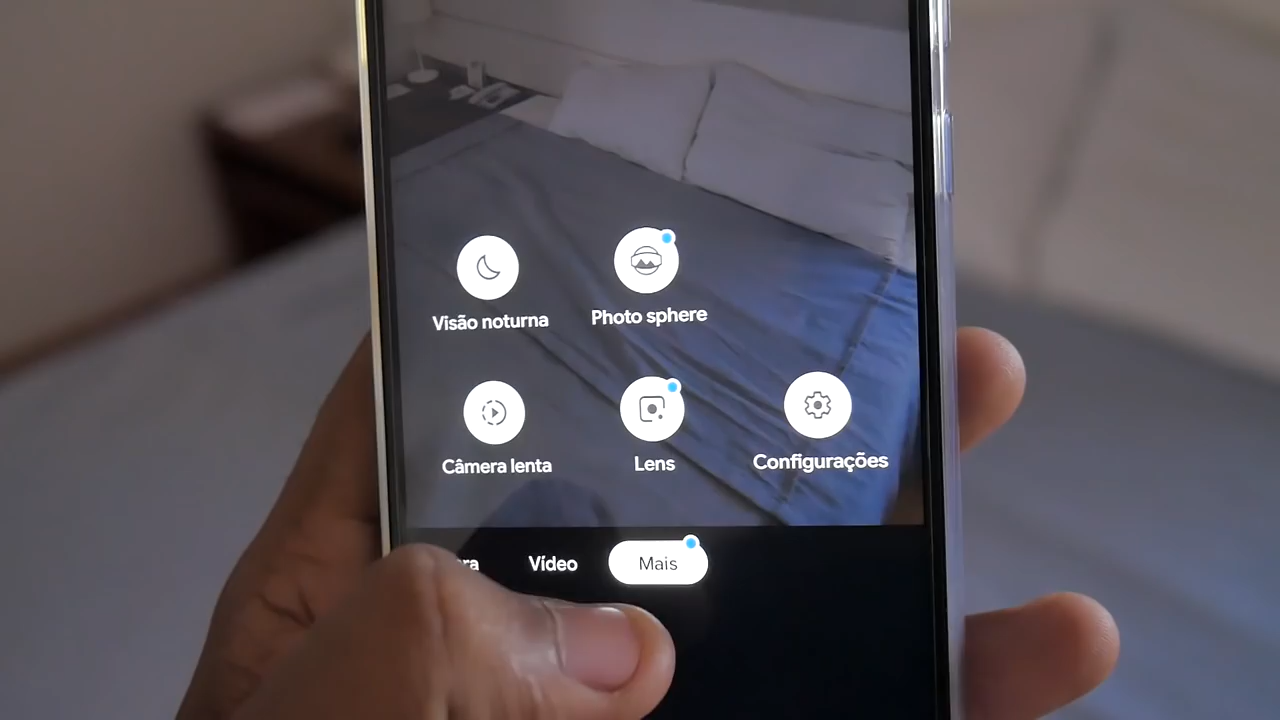 Visão noturna
Photo sphere
Câmera lenta
Lens
Configurações
Vídeo
Mais